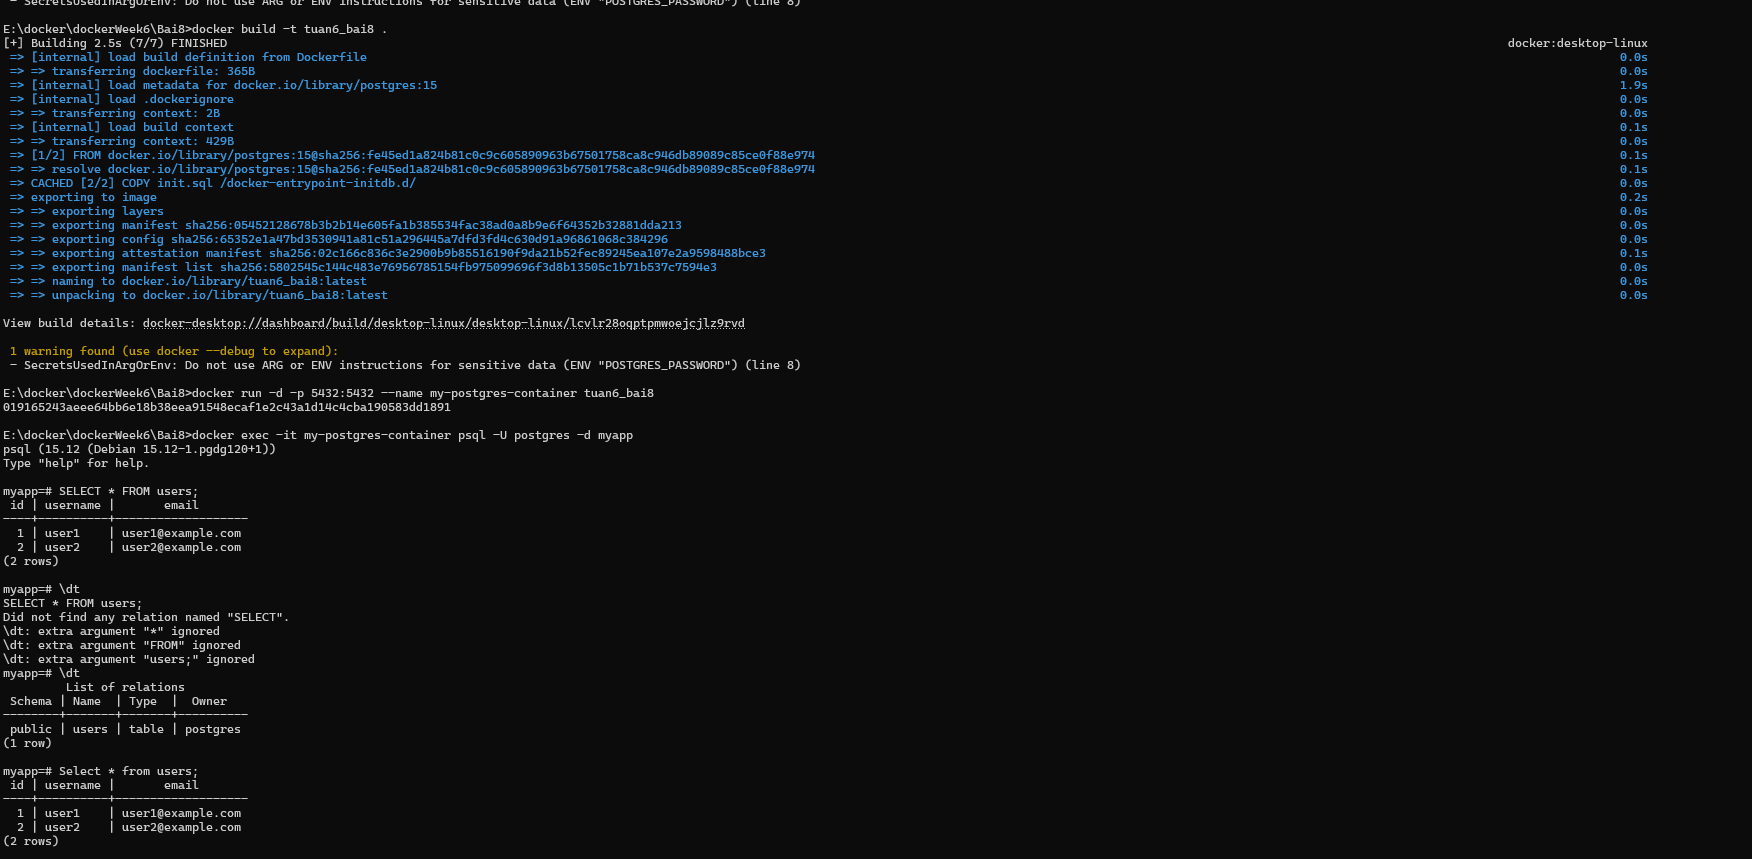 - SecretsUsedInArgOrEnv: Do not use ARG or ENV instructions for sensitive data (ENV "POSTGRES_PASSWORD") (line 8)
E:\docker\dockerWeek6\Bai8>docker build -t tuan6_bai8 .
[+] Building 2.5s (7/7) FINISHED docker:desktop-linux
=> [internal] load build definition from Dockerfile 0.0s
=> => transferring dockerfile: 365B 0.0s
=> [internal] load metadata for docker.io/library/postgres:15 1.9s
=> [internal] load .dockerignore 0.0s
=> => transferring context: 2B 0.0s
=> [internal] load build context 0.1s
=> => transferring context: 429B 0.0s
=> [1/2] FROM docker.io/library/postgres:15@sha256:fe45ed1a824b81c0c9c605890963b67501758ca8c946db89089c85ce0f88e974 0.1s
=> => resolve docker.io/library/postgres:15@sha256:fe45ed1a824b81c0c9c605890963b67501758ca8c946db89089c85ce0f88e974 0.1s
=> CACHED [2/2] COPY init.sql /docker-entrypoint-initdb.d/ 0.0s
=> exporting to image 0.2s
=> => exporting layers 0.0s
=> => exporting manifest sha256:05452128678b3b2b14e605fa1b385534fac38ad0a8b9e6f64352b32881dda213 0.0s
=> => exporting config sha256:65352e1a47bd3530941a81c51a296445a7dfd3fd4c630d91a96861068c384296 0.0s
=> => exporting attestation manifest sha256:02c166c836c3e2900b9b85516190f9da21b52fec89245ea107e2a9598488bce3 0.1s
=> => exporting manifest list sha256:5802545c144c483e76956785154fb975099696f3d8b13505c1b71b537c7594e3 0.0s
=> => naming to docker.io/library/tuan6_bai8:latest 0.0s
=> => unpacking to docker.io/library/tuan6_bai8:latest 0.0s
View build details: docker-desktop://dashboard/build/desktop-linux/desktop-linux/lcvlr28oqptpmwoejcjlz9rvd
1 warning found (use docker --debug to expand):
- SecretsUsedInArgOrEnv: Do not use ARG or ENV instructions for sensitive data (ENV "POSTGRES_PASSWORD") (line 8)
E:\docker\dockerWeek6\Bai8>docker run -d -p 5432:5432 --name my-postgres-container tuan6_bai8
019165243aeee64bb6e18b38eea91548ecaf1e2c43a1d14c4cba190583dd1891
E:\docker\dockerWeek6\Bai8>docker exec -it my-postgres-container psql -U postgres -d myapp
psql (15.12 (Debian 15.12-1.pgdg120+1))
Type "help" for help.
myapp=# SELECT * FROM users;
id | username | email
----+----------+-------------------
1 | user1 | user1@example.com
2 | user2 | user2@example.com
(2 rows)
myapp=# \dt
SELECT * FROM users;
Did not find any relation named "SELECT".
\dt: extra argument "*" ignored
\dt: extra argument "FROM" ignored
\dt: extra argument "users;" ignored
myapp=# \dt
List of relations
Schema | Name | Type | Owner
--------+-------+-------+----------
public | users | table | postgres
(1 row)
myapp=# Select * from users;
id | username | email
----+----------+-------------------
1 | user1 | user1@example.com
2 | user2 | user2@example.com
(2 rows)